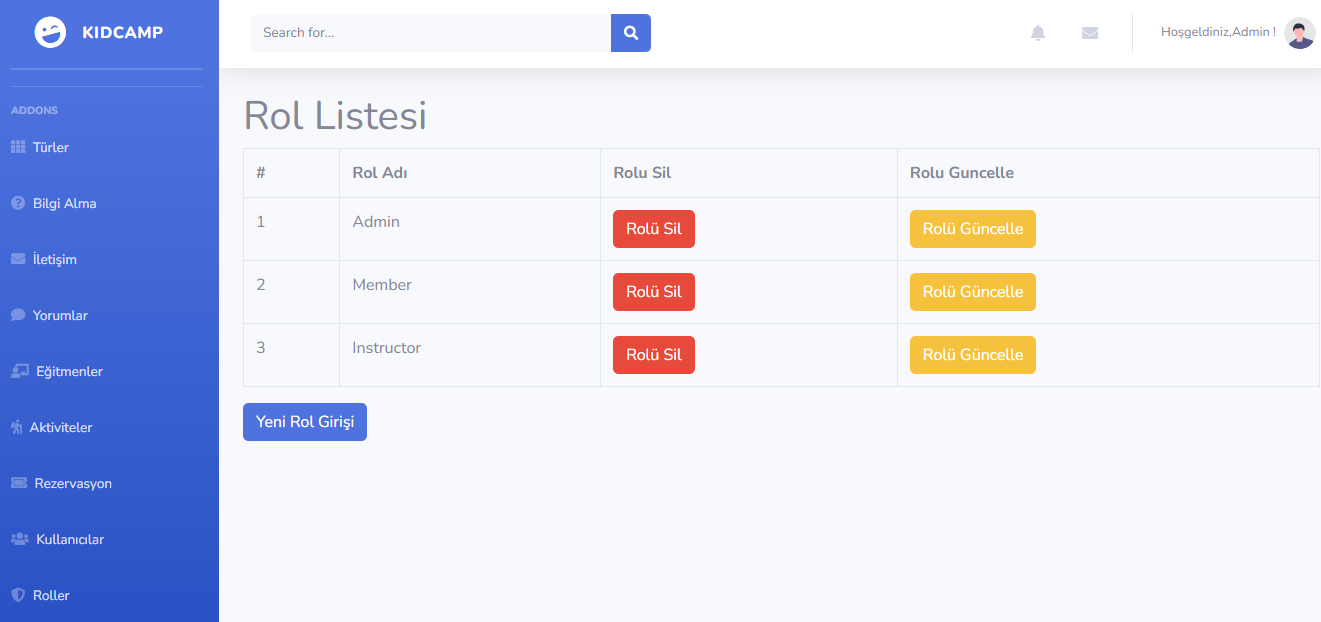 KIDCAMP
Search for...
Hoşgeldiniz,Admin !
ADDONS
Türler
Bilgi Alma
İletişim
Yorumlar
Eğitmenler
Aktiviteler
Rezervasyon
Kullanıcılar
Roller
Rol Listesi
# Rol Adı Rolu Sil Rolu Guncelle
1 Admin Rolü Sil Rolü Güncelle
2 Member Rolü Sil Rolü Güncelle
3 Instructor Rolü Sil Rolü Güncelle
Yeni Rol Girişi